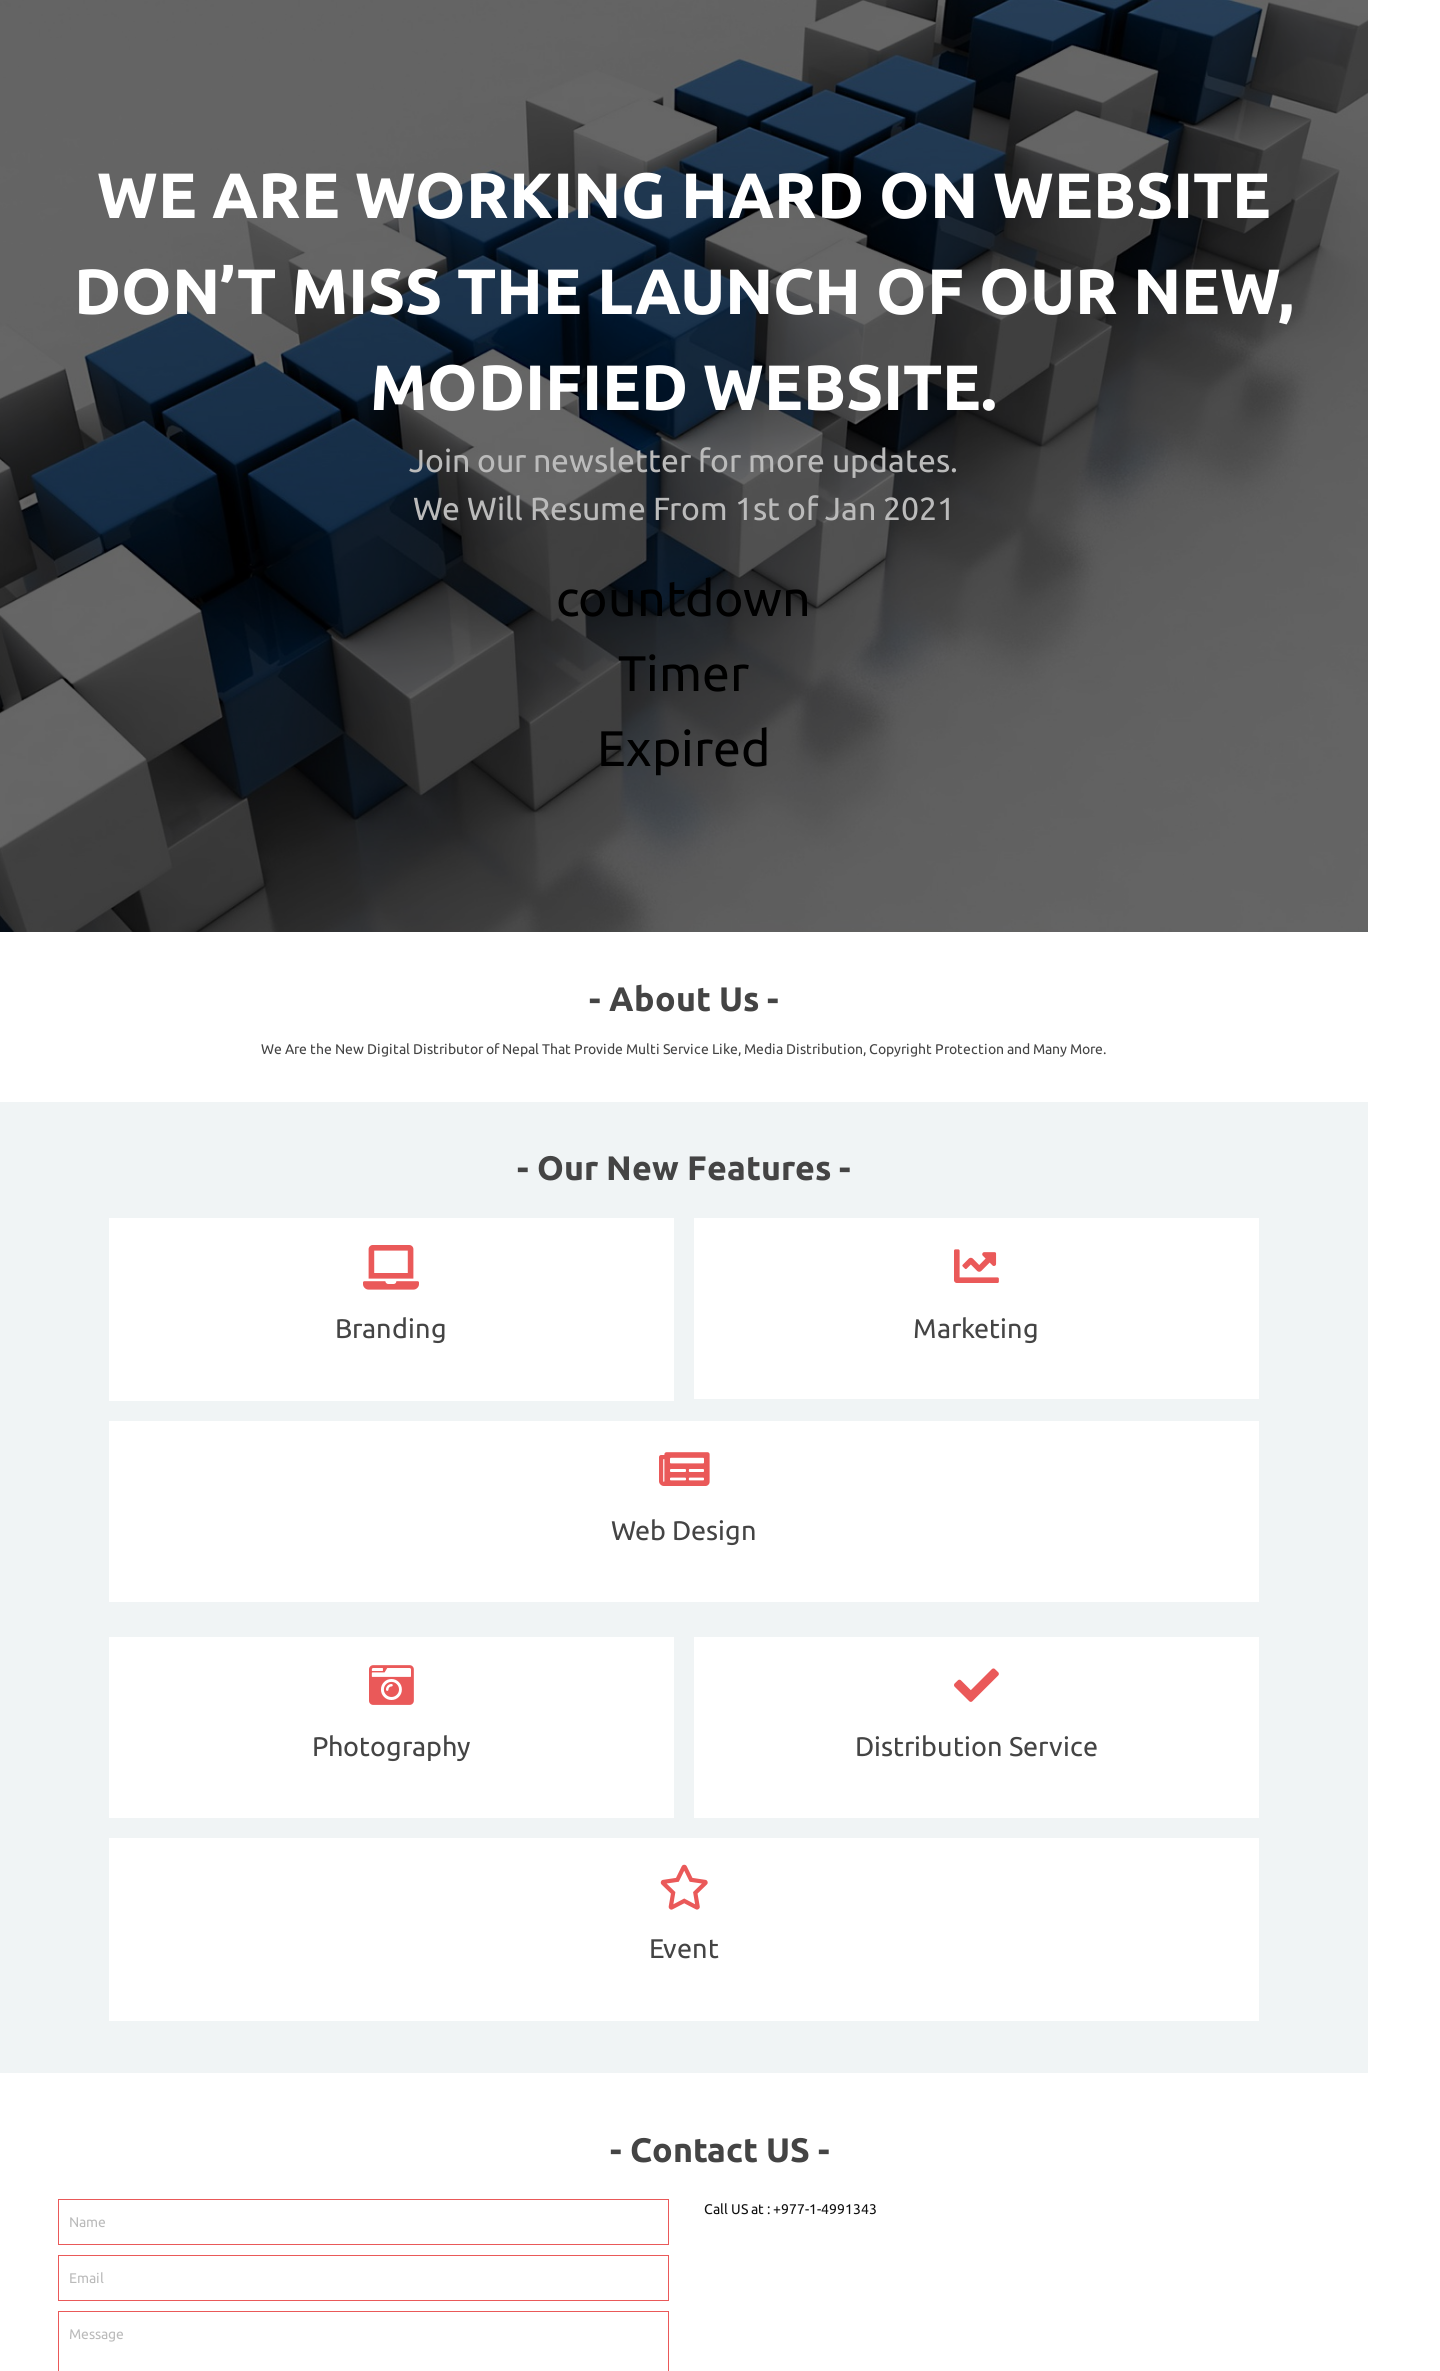 WE ARE WORKING HARD ON WEBSITE
DON’T MISS THE LAUNCH OF OUR NEW,
MODIFIED WEBSITE.
Join our newsletter for more updates.
We Will Resume From 1st of Jan 2021
countdown
Timer
Expired
- About Us -
We Are the New Digital Distributor of Nepal That Provide Multi Service Like, Media Distribution, Copyright Protection and Many More.
- Our New Features -
Branding
Marketing
Web Design
Photography
Distribution Service
Event
- Contact US -
Name
Call US at : +977-1-4991343
Email
Message